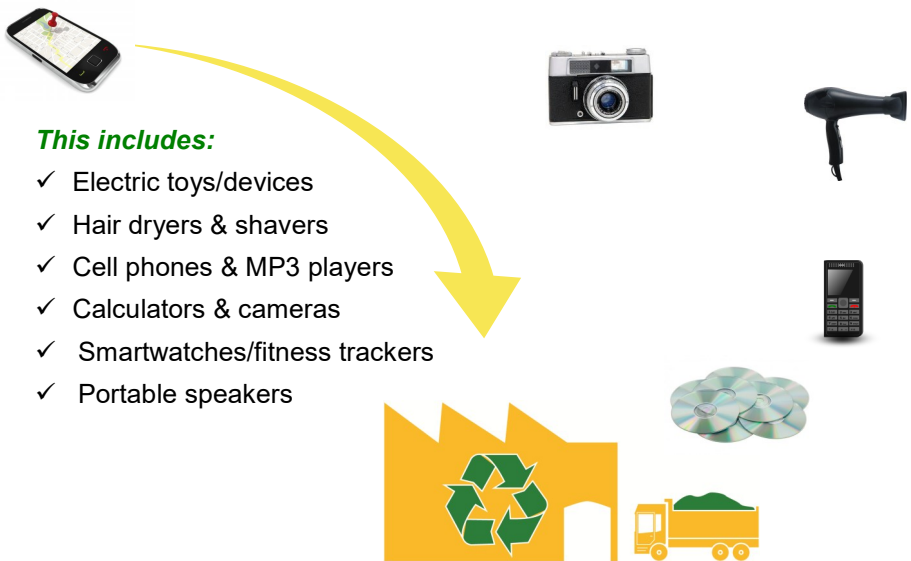 This includes:
✓ Electric toys/devices
✓ Hair dryers & shavers
✓ Cell phones & MP3 players
✓ Calculators & cameras
✓ Smartwatches/fitness trackers
✓ Portable speakers